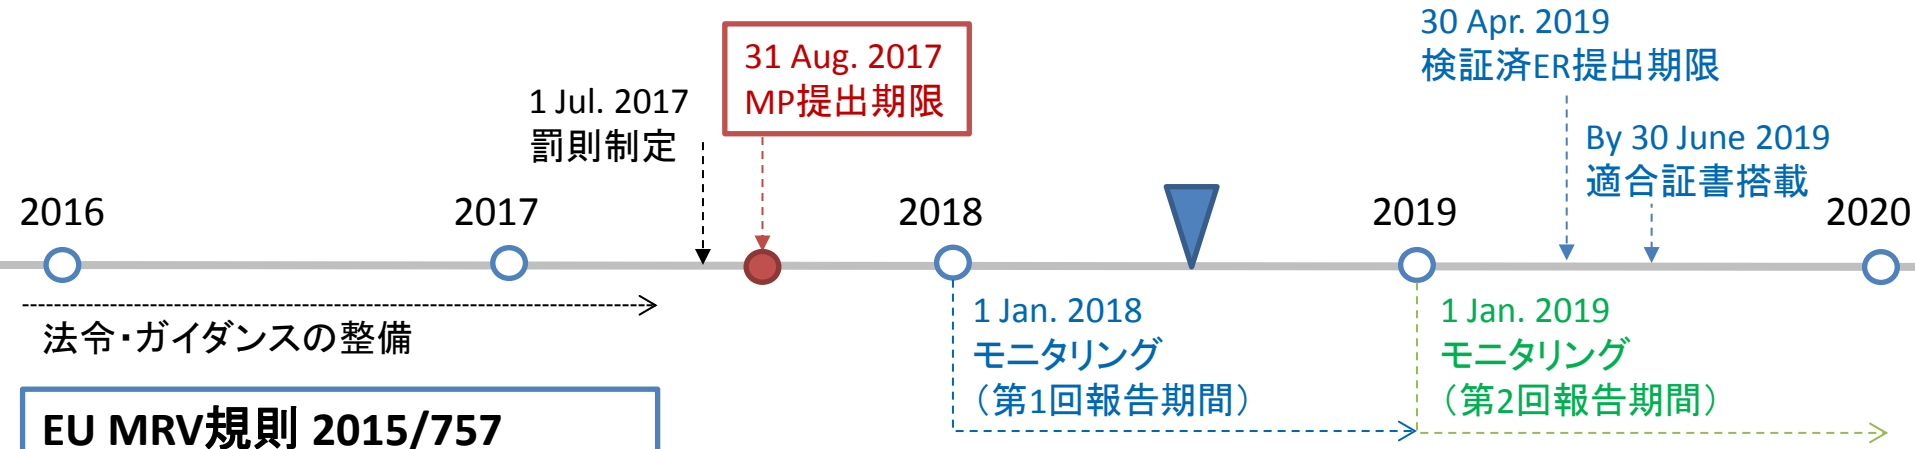 30 Apr. 2019
検証済ER提出期限
31 Aug. 2017
MP提出期限
1 Jul. 2017
罰則制定
By 30 June 2019
適合証書搭載
2016
2017
2018
2019
2020
法令・ガイダンスの整備
1 Jan. 2018
モニタリング
（第1回報告期間）
1 Jan. 2019
モニタリング
（第2回報告期間）
EU MRV規則 2015/757